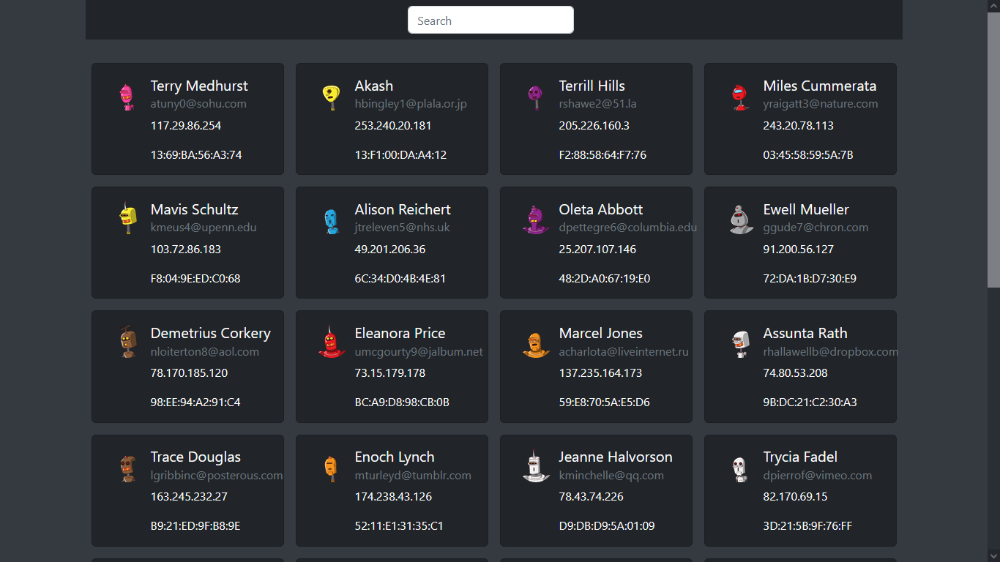 Search
Terry Medhurst
atuny0@sohu.com
117.29.86.254
13:69:BA:56:A3:74
Akash
hbingley1@plala.or.jp
253.240.20.181
13:F1:00:DA:A4:12
Terrill Hills
rshawe2@51.la
205.226.160.3
F2:88:58:64:F7:76
Miles Cummerata
yraigatt3@nature.com
243.20.78.113
03:45:58:59:5A:7B
Mavis Schultz
kmeus4@upenn.edu
103.72.86.183
F8:04:9E:ED:C0:68
Alison Reichert
jtreleven5@nhs.uk
49.201.206.36
6C:34:D0:4B:4E:81
Oleta Abbott
dpettegre6@columbia.edu
25.207.107.146
48:2D:A0:67:19:E0
Ewell Mueller
ggude7@chron.com
91.200.56.127
72:DA:1B:D7:30:E9
Demetrius Corkery
nloiterton8@aol.com
78.170.185.120
98:EE:94:A2:91:C4
Eleanora Price
umcgourty9@jalbum.net
73.15.179.178
BC:A9:D8:98:CB:0B
Marcel Jones
acharlota@liveinternet.ru
137.235.164.173
59:E8:70:5A:E5:D6
Assunta Rath
rhallawellb@dropbox.com
74.80.53.208
9B:DC:21:C2:30:A3
Trace Douglas
lgribbinc@posterous.com
163.245.232.27
B9:21:ED:9F:B8:9E
Enoch Lynch
mturleyd@tumblr.com
174.238.43.126
52:11:E1:31:35:C1
Jeanne Halvorson
kminchelle@qq.com
78.43.74.226
D9:DB:D9:5A:01:09
Trycia Fadel
dpierrof@vimeo.com
82.170.69.15
3D:21:5B:9F:76:FF